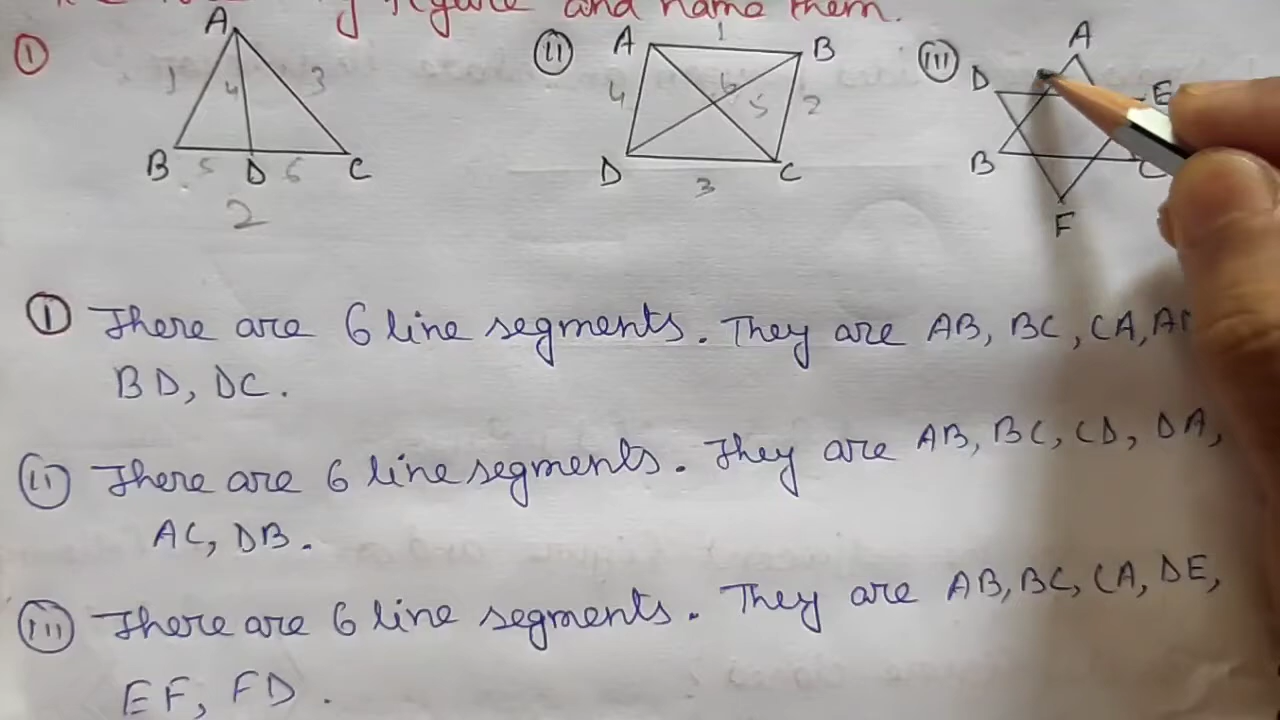 figure and name them.
(i) A 1 4 3 B 5 D 6 C 2
(ii) A 1 B 4 6 5 2 D 3 C
(iii) A D E B C F
(i) There are 6 line segments. They are AB, BC, CA,
BD, DC.
(ii) There are 6 line segments. They are AB, BC, CD, DA,
AC, DB.
(iii) There are 6 line segments. They are AB, BC, CA, DE,
EF, FD.